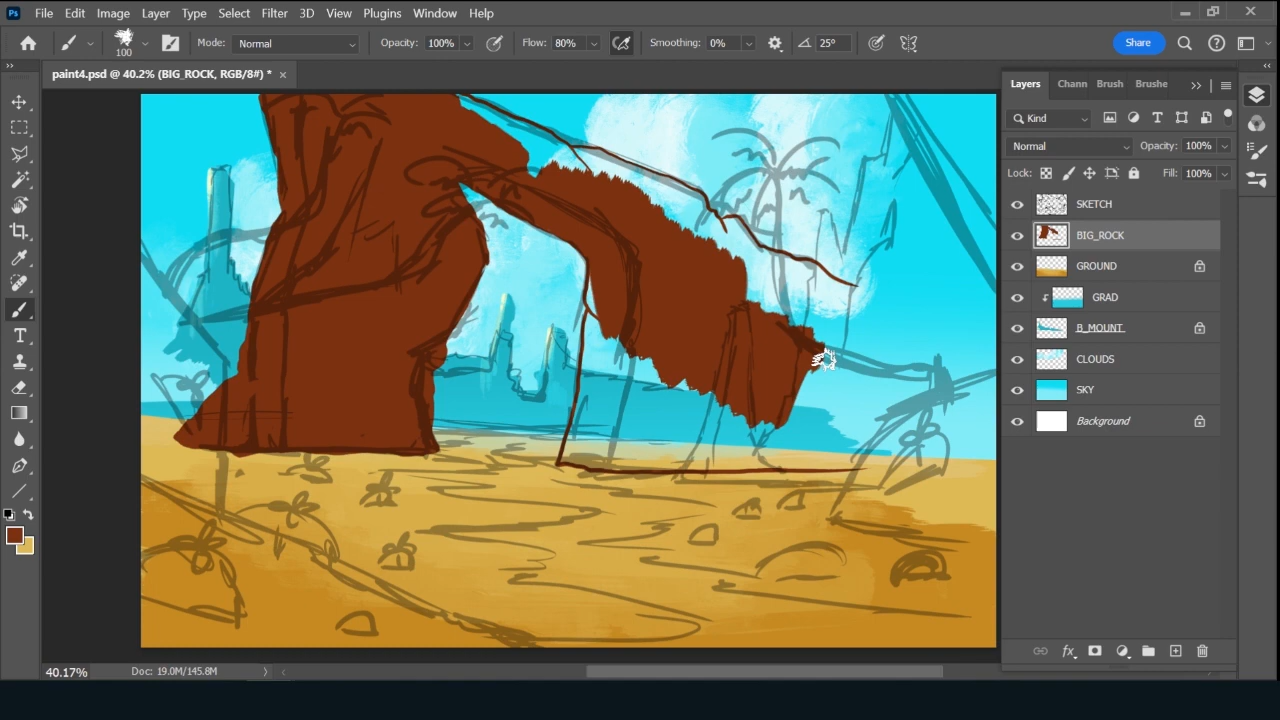 Ps File Edit Image Layer Type Select Filter 3D View Plugins Window Help
100 Mode: Normal Opacity: 100% Flow: 80% Smoothing: 0% 25° Share
paint4.psd @ 40.2% (BIG_ROCK, RGB/8#) * ×
Layers Chann Brush Brushe
Kind
Normal Opacity: 100%
Lock: Fill: 100%
SKETCH
BIG_ROCK
GROUND
GRAD
B_MOUNT
CLOUDS
SKY
Background
fx
40.17% Doc: 19.0M/145.8M